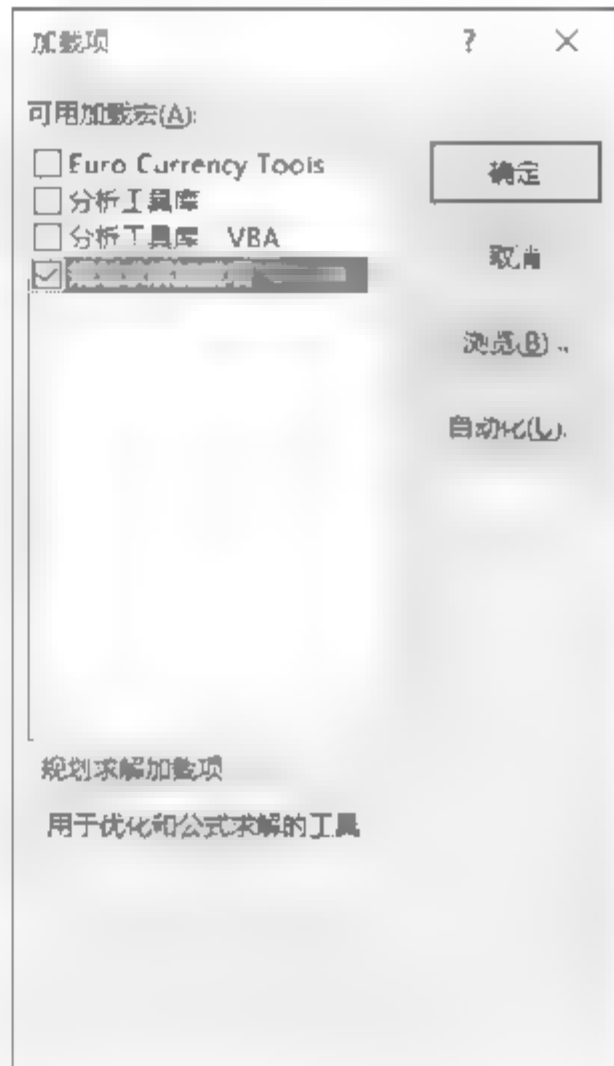 加载项 ? ×
可用加载宏(A):
Euro Currency Tools
分析工具库
分析工具库 VBA
确定
取消
浏览(B)..
自动化(U).
规划求解加载项
用于优化和公式求解的工具